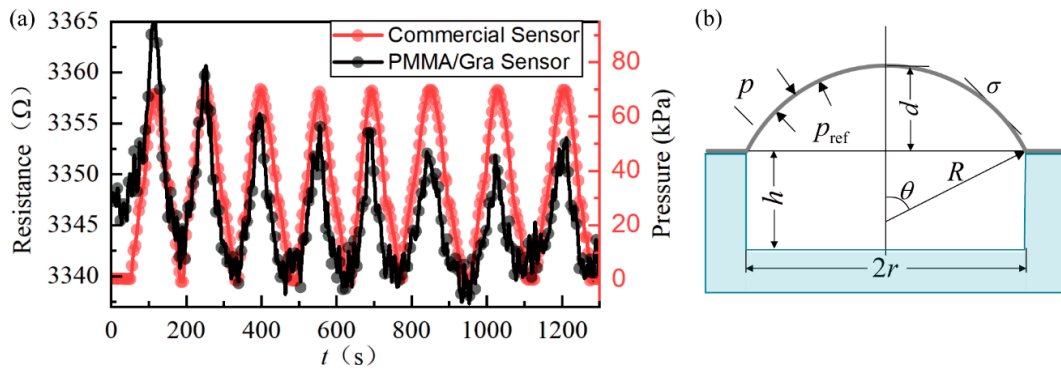 (a)
Commercial Sensor
PMMA/Gra Sensor
Resistance（Ω）
3365
3360
3355
3350
3345
3340
0
200
400
600
800
1000
1200
t（s）
80
60
40
20
0
Pressure (kPa)
(b)
p
p_ref
d
σ
h
θ
R
2r